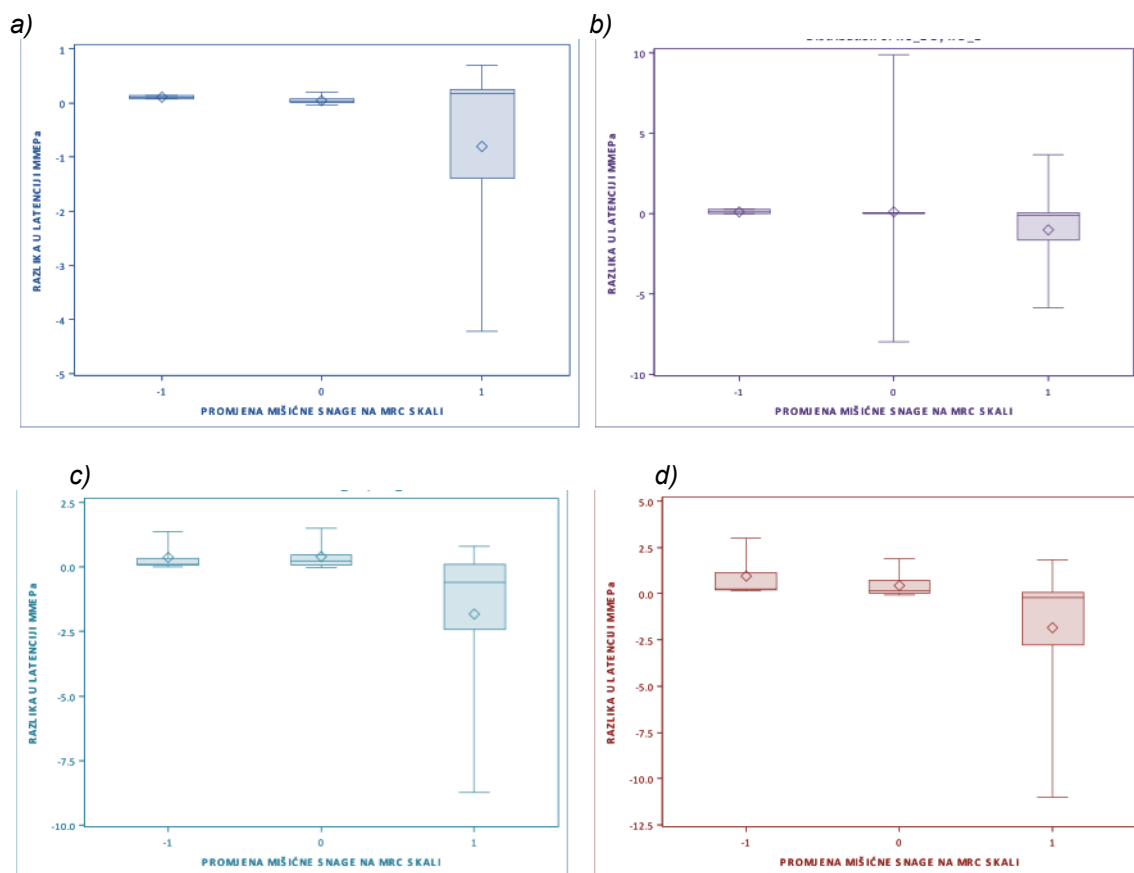 a)
b)
1
0
-1
-2
-3
-4
-5
RAZLIKA U LATENCIJI MMEPa
-1 0 1
PROMJENA MIŠIĆNE SNAGE NA MRC SKALI
10
5
0
-5
-10
RAZLIKA U LATENCIJI MMEPa
-1 0 1
PROMJENA MIŠIĆNE SNAGE NA MRC SKALI
c)
d)
2.5
0.0
-2.5
-5.0
-7.5
-10.0
RAZLIKA U LATENCIJI MMEPa
-1 0 1
PROMJENA MIŠIĆNE SNAGE NA MRC SKALI
5.0
2.5
0.0
-2.5
-5.0
-7.5
-10.0
-12.5
RAZLIKA U LATENCIJI MMEPa
-1 0 1
PROMJENA MIŠIĆNE SNAGE NA MRC SKALI